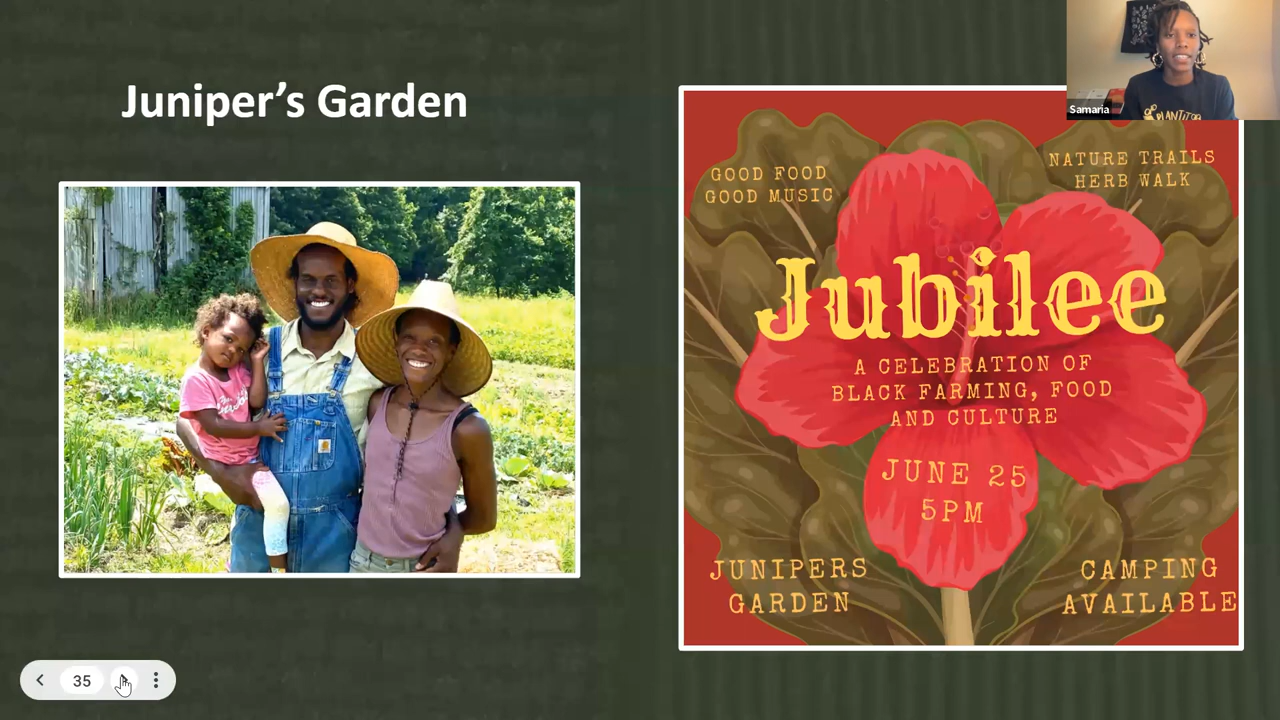 Juniper's Garden
GOOD FOOD
GOOD MUSIC
NATURE TRAILS
HERB WALK
Samaria
PLANTITOO
Jubilee
A CELEBRATION OF
BLACK FARMING, FOOD
AND CULTURE
JUNE 25
5PM
JUNIPERS
GARDEN
CAMPING
AVAILABLE
35